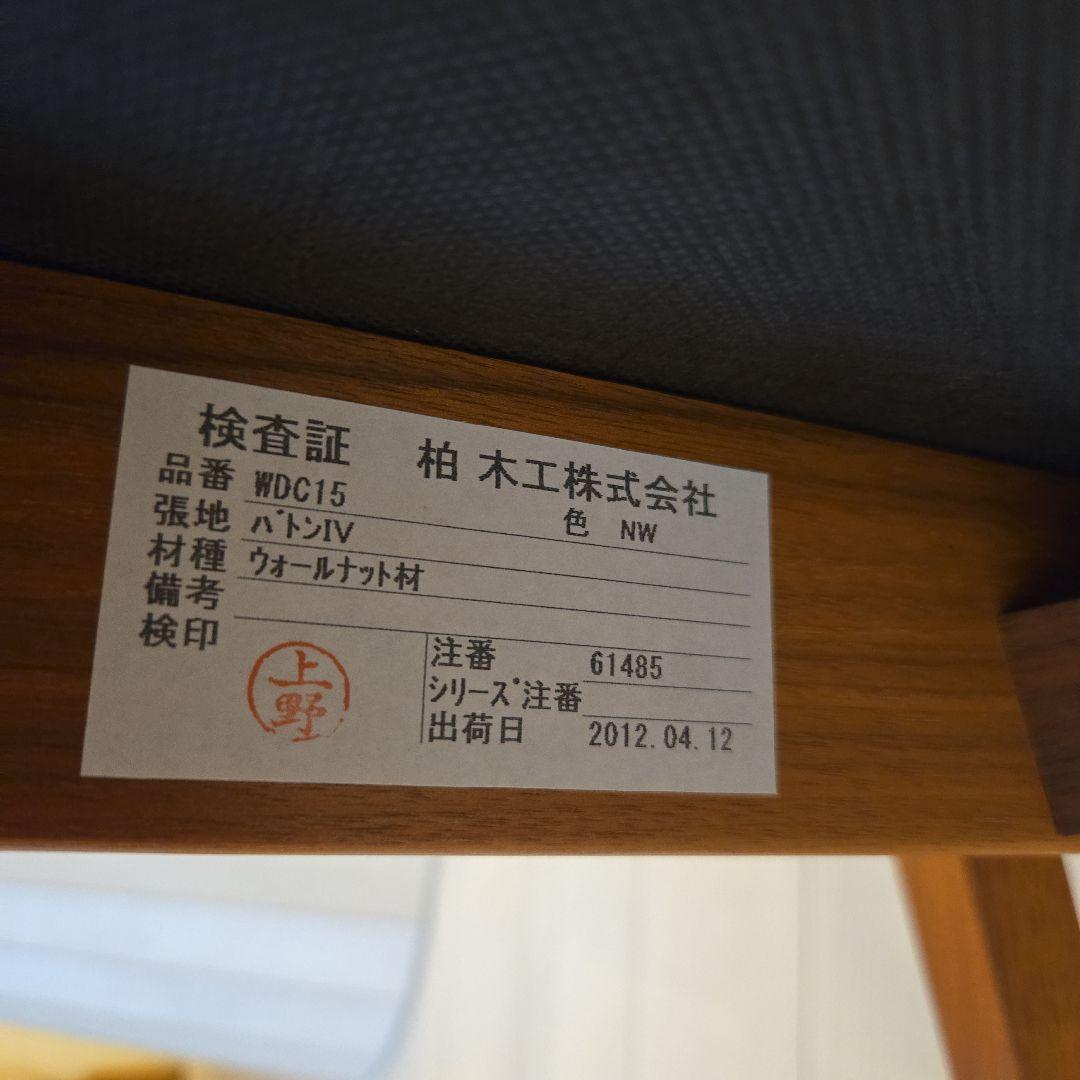 検査証 柏木工株式会社
品番 WDC15 色 NW
張地 ﾊﾞﾄﾝIV
材種 ｳｫｰﾙﾅｯﾄ材
備考
検印 上野
注番 61485
ｼﾘｰｽﾞ注番
出荷日 2012.04.12